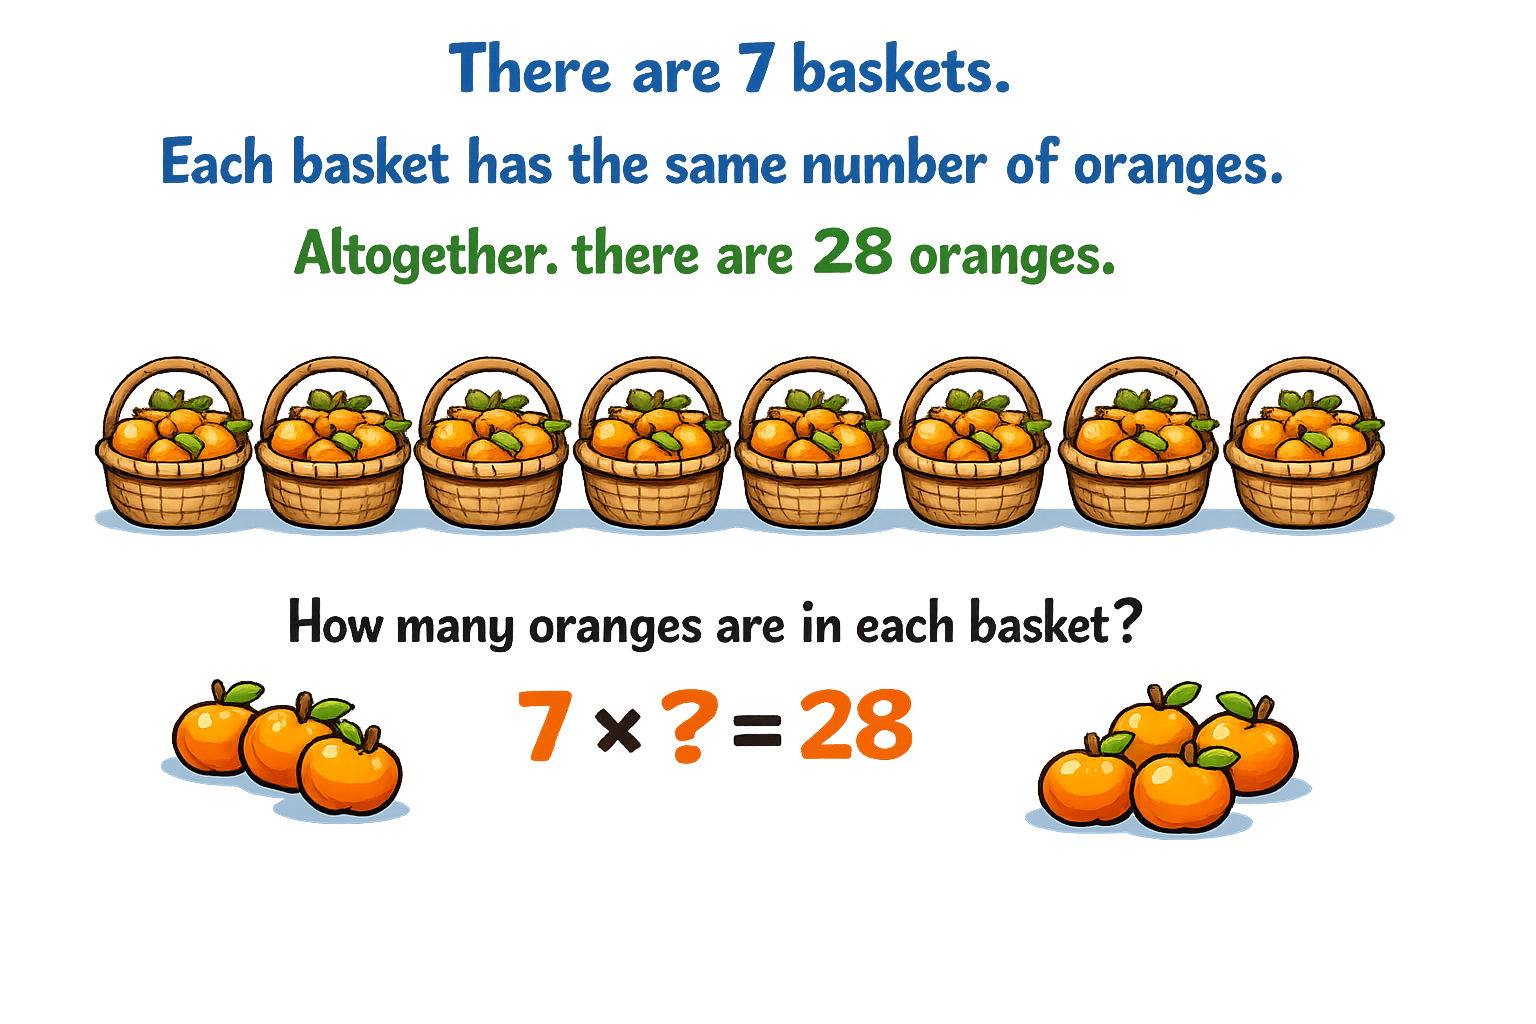 There are 7 baskets.
Each basket has the same number of oranges.
Altogether. there are 28 oranges.
How many oranges are in each basket?
7 × ? = 28